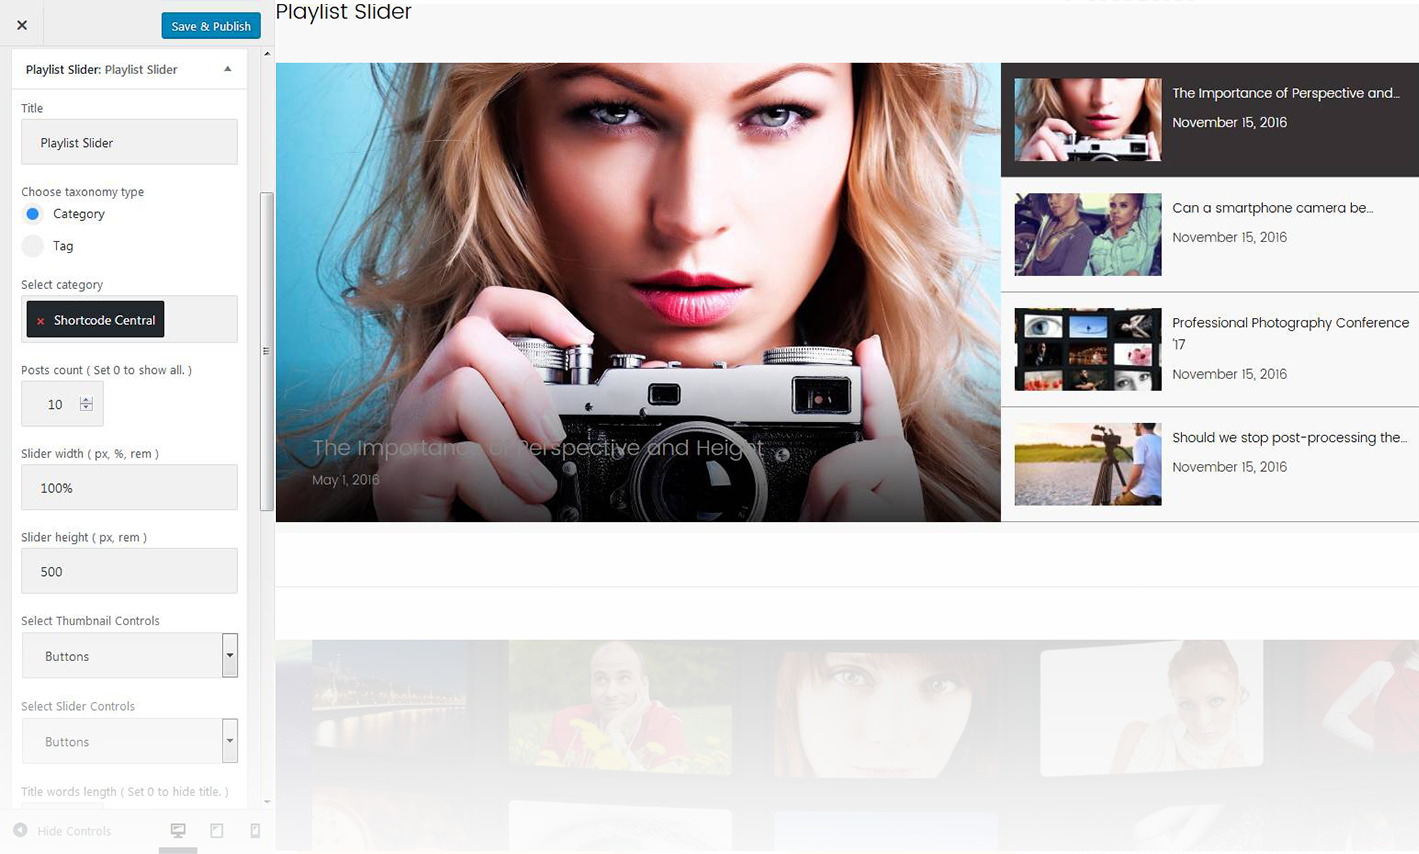 Save & Publish
Playlist Slider: Playlist Slider
Title
Playlist Slider
Choose taxonomy type
Category
Tag
Select category
× Shortcode Central
Posts count ( Set 0 to show all. )
10
Slider width ( px, %, rem )
100%
Slider height ( px, rem )
500
Select Thumbnail Controls
Buttons
Select Slider Controls
Buttons
Title words length ( Set 0 to hide title. )
Hide Controls
Playlist Slider
The Importance of Perspective and Height
May 1, 2016
The Importance of Perspective and...
November 15, 2016
Can a smartphone camera be...
November 15, 2016
Professional Photography Conference
'17
November 15, 2016
Should we stop post-processing the...
November 15, 2016